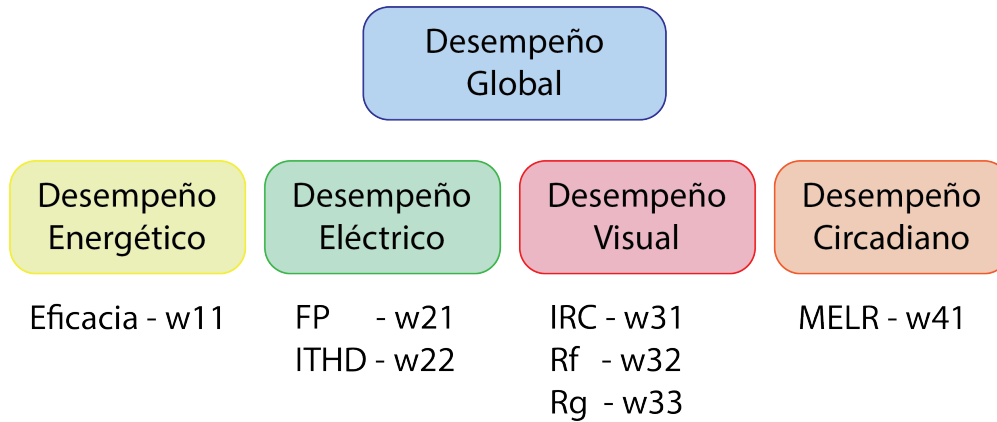 Desempeño
Global
Desempeño
Energético
Desempeño
Eléctrico
Desempeño
Visual
Desempeño
Circadiano
Eficacia - w11
FP - w21
ITHD - w22
IRC - w31
Rf - w32
Rg - w33
MELR - w41